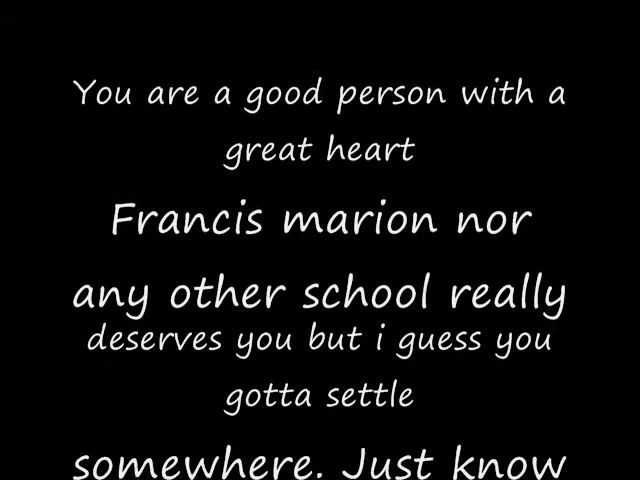 You are a good person with a
great heart
Francis marion nor
any other school really
deserves you but i guess you
gotta settle
somewhere. Just know